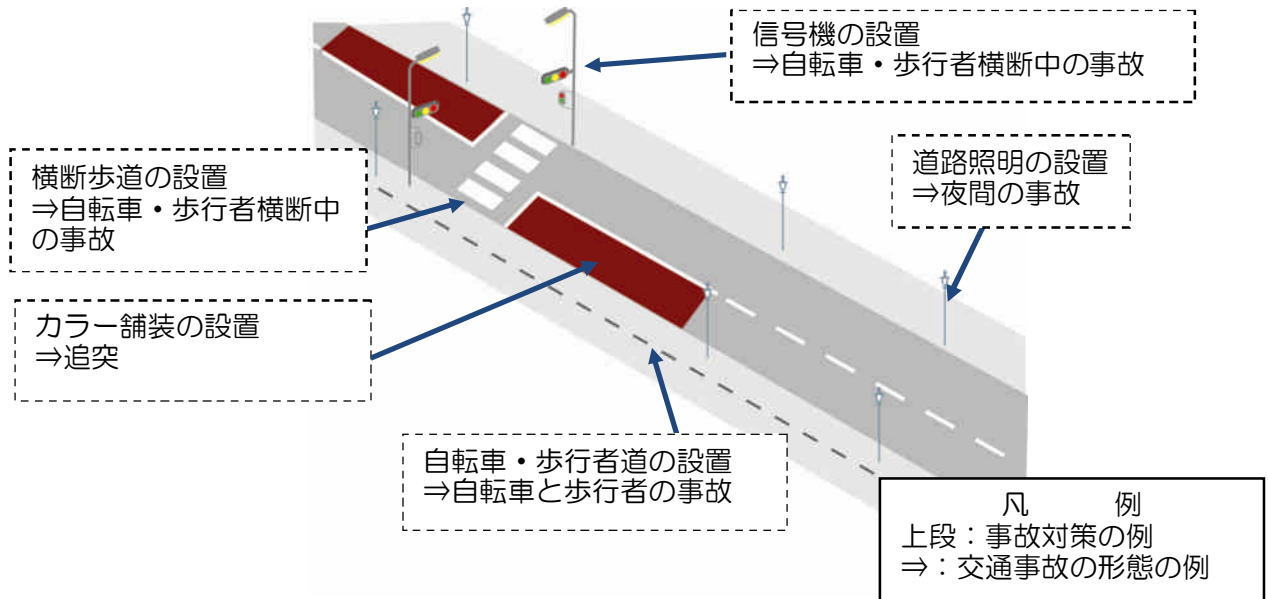 信号機の設置
⇒自転車・歩行者横断中の事故
横断歩道の設置
⇒自転車・歩行者横断中
の事故
道路照明の設置
⇒夜間の事故
カラー舗装の設置
⇒追突
自転車・歩行者道の設置
⇒自転車と歩行者の事故
凡　　例
上段：事故対策の例
⇒：交通事故の形態の例